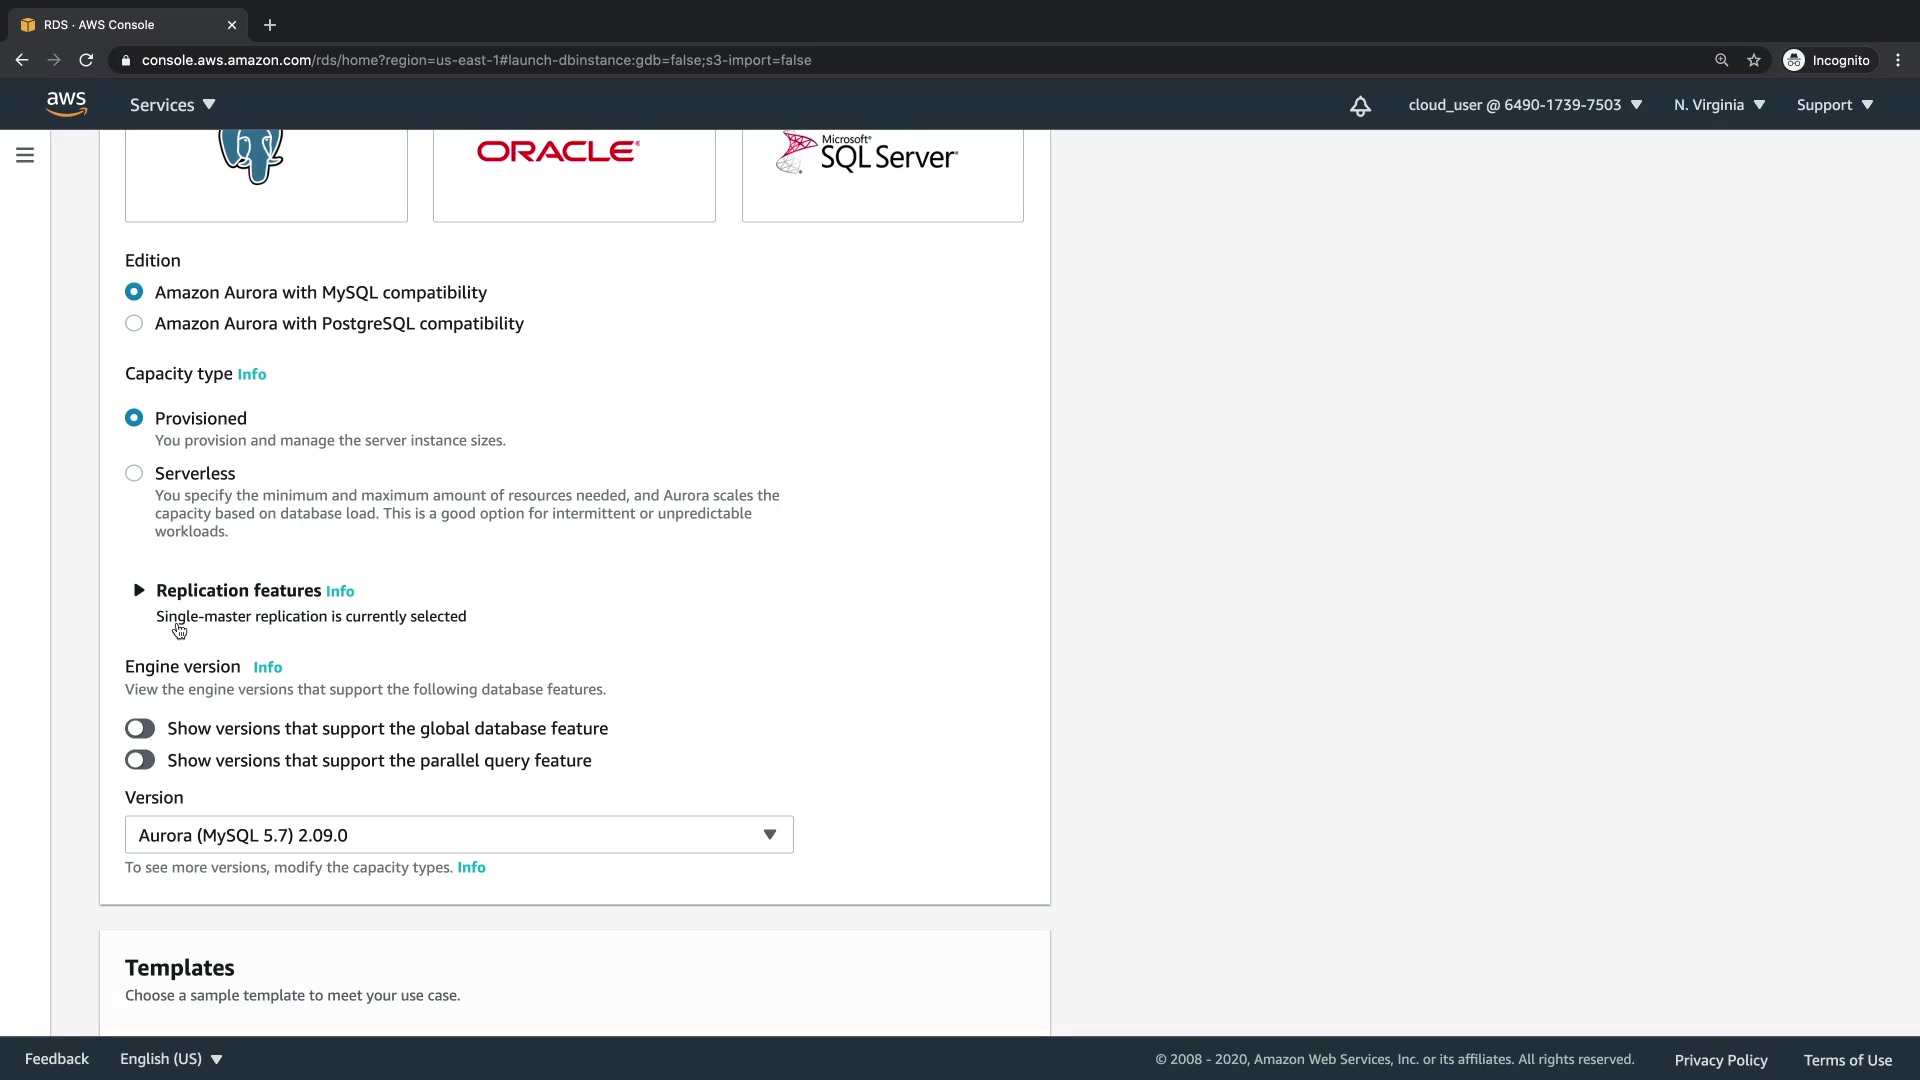 RDS · AWS Console
console.aws.amazon.com/rds/home?region=us-east-1#launch-dbinstance:gdb=false;s3-import=false
Incognito
aws
Services
cloud_user @ 6490-1739-7503
N. Virginia
Support
ORACLE
Microsoft
SQL Server
Edition
Amazon Aurora with MySQL compatibility
Amazon Aurora with PostgreSQL compatibility
Capacity type Info
Provisioned
You provision and manage the server instance sizes.
Serverless
You specify the minimum and maximum amount of resources needed, and Aurora scales the
capacity based on database load. This is a good option for intermittent or unpredictable
workloads.
Replication features Info
Single-master replication is currently selected
Engine version Info
View the engine versions that support the following database features.
Show versions that support the global database feature
Show versions that support the parallel query feature
Version
Aurora (MySQL 5.7) 2.09.0
To see more versions, modify the capacity types. Info
Templates
Choose a sample template to meet your use case.
Feedback
English (US)
© 2008 - 2020, Amazon Web Services, Inc. or its affiliates. All rights reserved.
Privacy Policy
Terms of Use